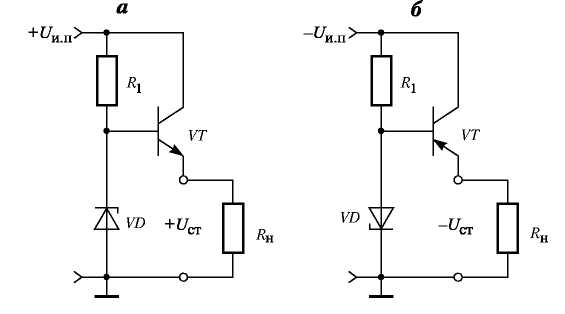 а б
+Uи.п −Uи.п
R1 R1
VT VT
VD +Uст Rн VD −Uст Rн